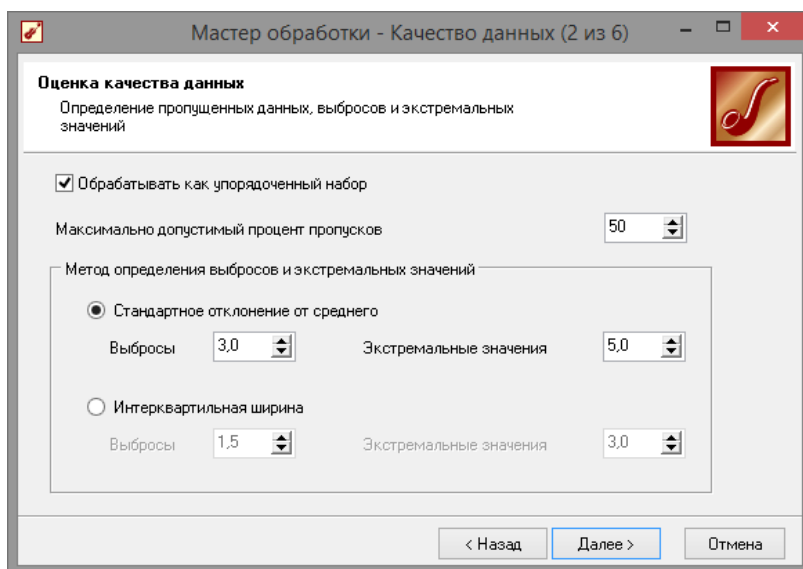 Мастер обработки - Качество данных (2 из 6)
Оценка качества данных
Определение пропущенных данных, выбросов и экстремальных
значений
Обрабатывать как упорядоченный набор
Максимально допустимый процент пропусков 50
Метод определения выбросов и экстремальных значений
Стандартное отклонение от среднего
Выбросы 3,0 Экстремальные значения 5,0
Интерквартильная ширина
Выбросы 1,5 Экстремальные значения 3,0
< Назад Далее > Отмена